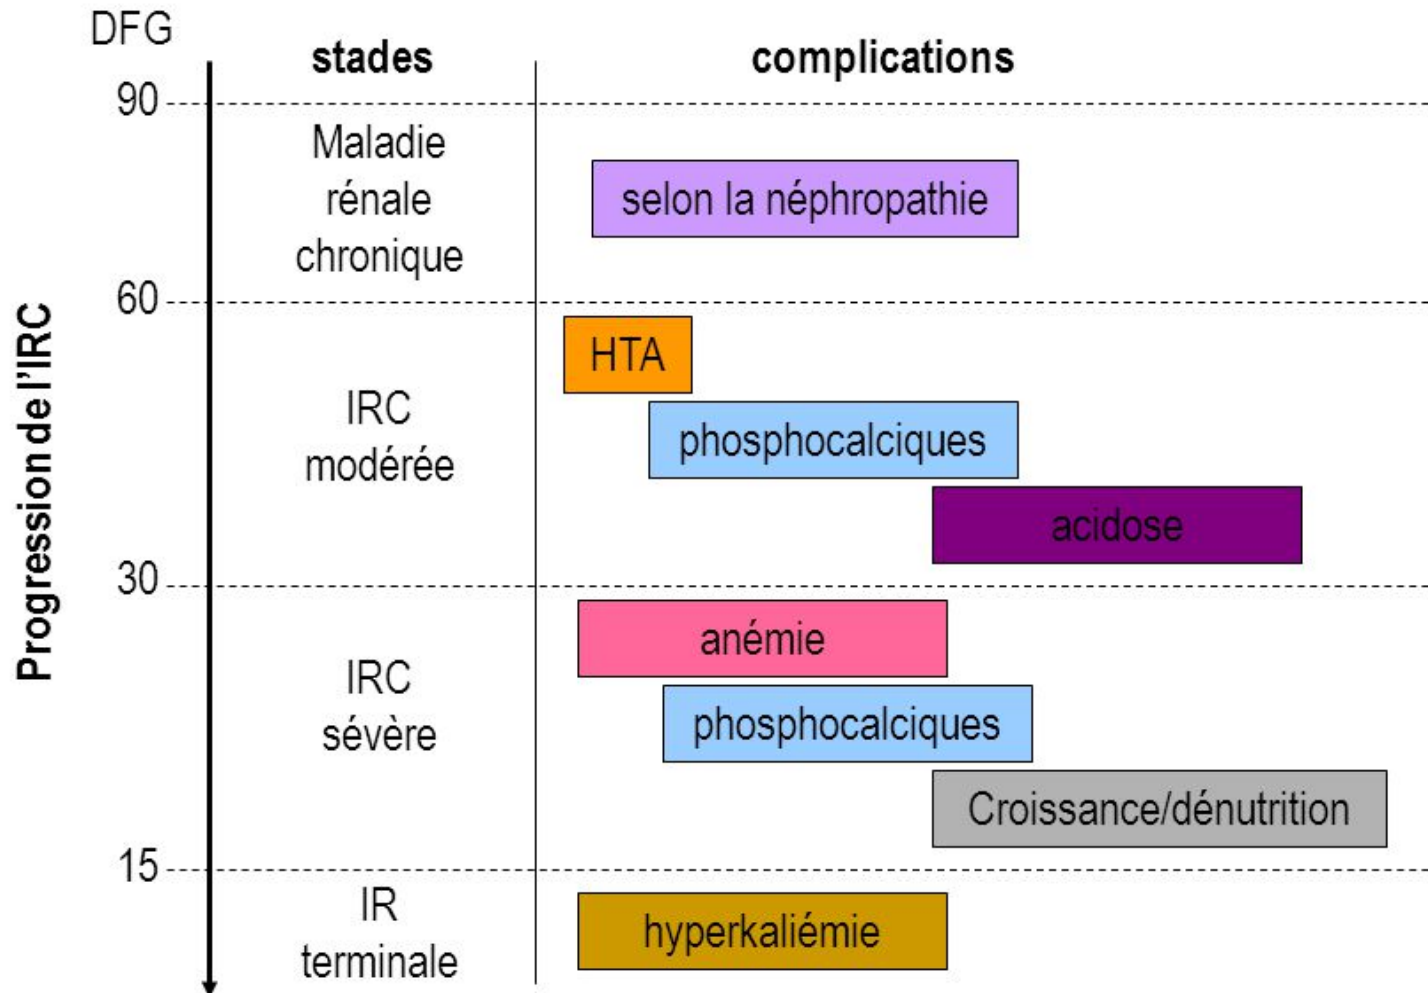 DFG
stades
complications
90
Maladie
rénale
chronique
selon la néphropathie
60
Progression de l'IRC
HTA
IRC
modérée
phosphocalciques
acidose
30
anémie
IRC
sévère
phosphocalciques
Croissance/dénutrition
15
IR
terminale
hyperkaliémie